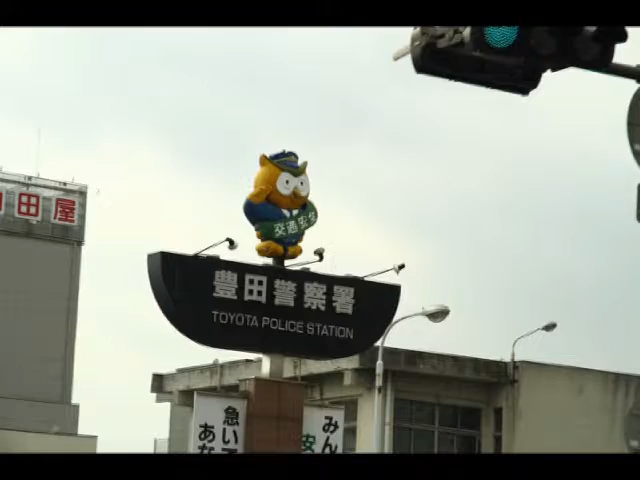 田屋
交通安全
豊田警察署
TOYOTA POLICE STATION
急い
あな
みん
安